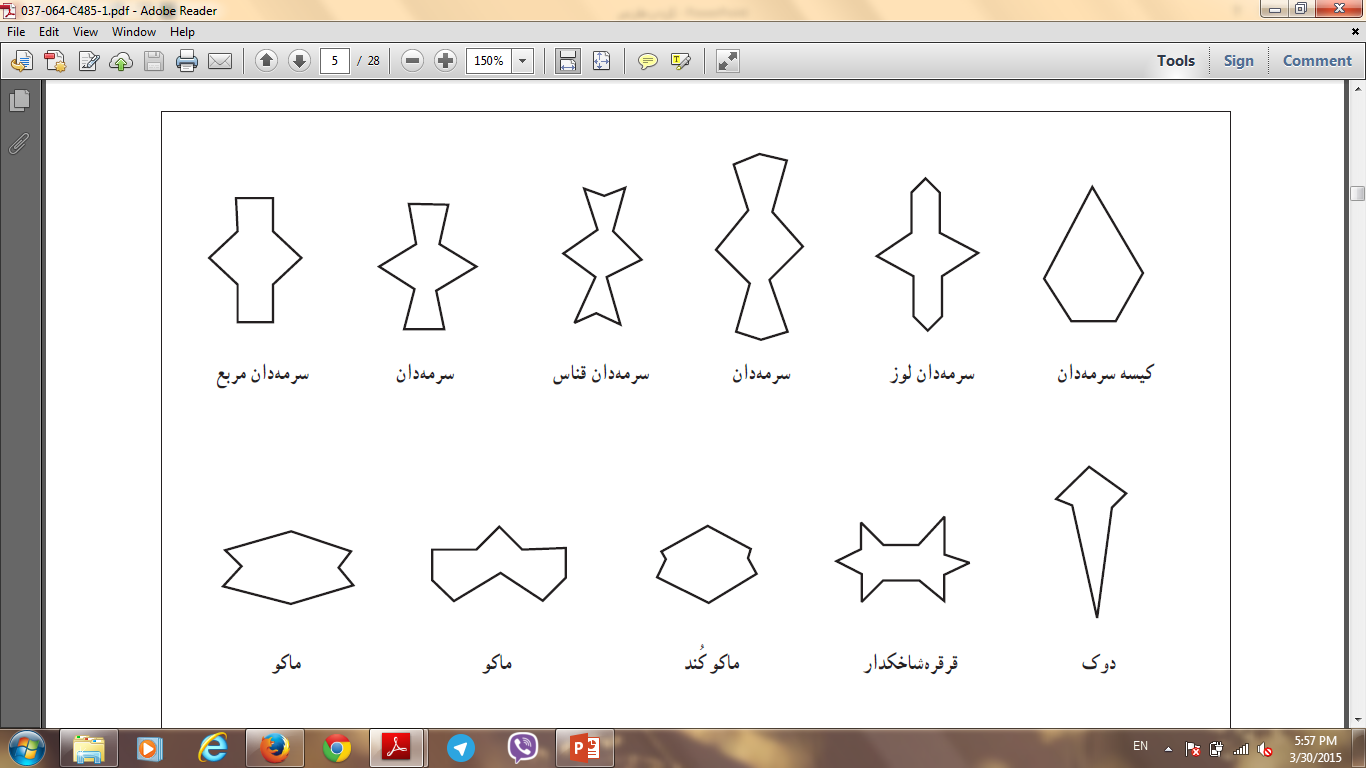 037-064-C485-1.pdf - Adobe Reader
File Edit View Window Help
5 / 28 150% Tools Sign Comment
کیسه سرمه‌دان سرمه‌دان لوز سرمه‌دان سرمه‌دان قناس سرمه‌دان سرمه‌دان مربع
دوک قرقره‌شاخکدار ماکو کُند ماکو ماکو
EN 5:57 PM
3/30/2015